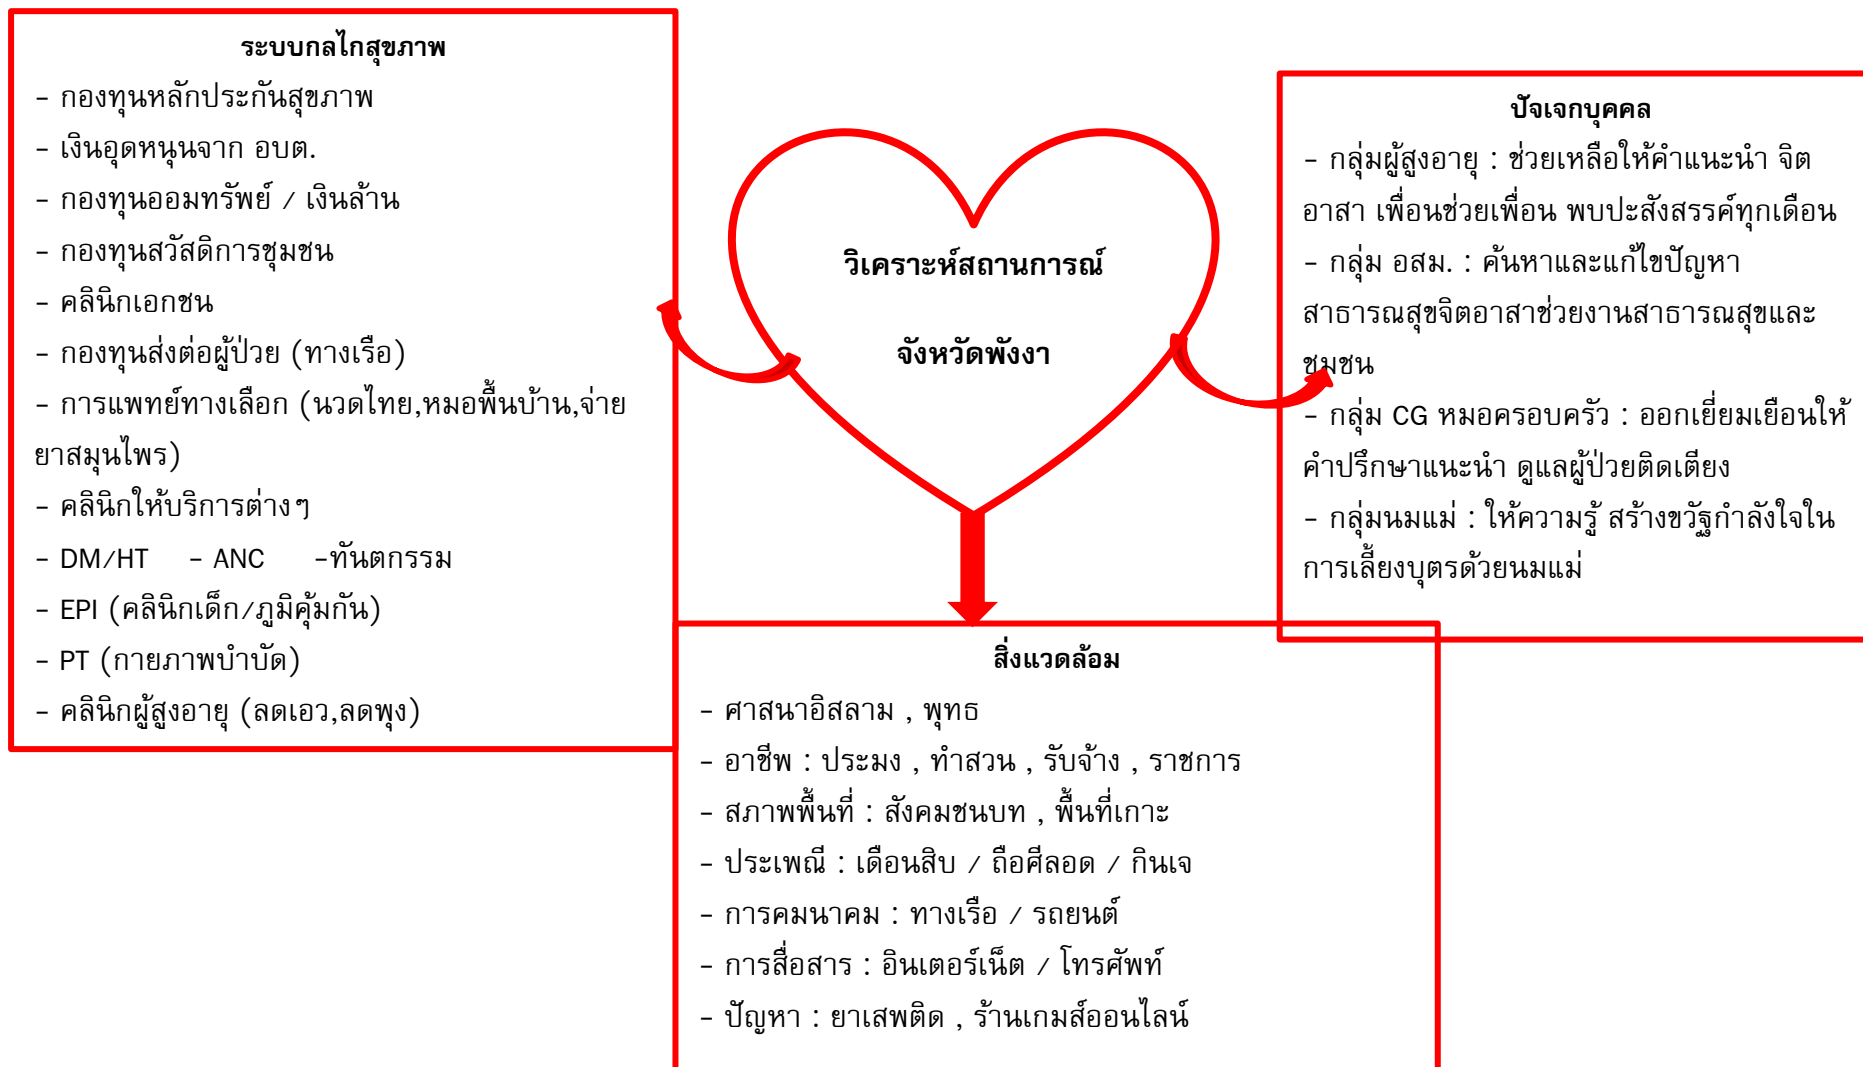 ระบบกลไกสุขภาพ
- กองทุนหลักประกันสุขภาพ
- เงินอุดหนุนจาก อบต.
- กองทุนออมทรัพย์ / เงินล้าน
- กองทุนสวัสดิการชุมชน
- คลินิกเอกชน
- กองทุนส่งต่อผู้ป่วย (ทางเรือ)
- การแพทย์ทางเลือก (นวดไทย,หมอพื้นบ้าน,จ่าย
ยาสมุนไพร)
- คลินิกให้บริการต่างๆ
- DM/HT - ANC -ทันตกรรม
- EPI (คลินิกเด็ก/ภูมิคุ้มกัน)
- PT (กายภาพบำบัด)
- คลินิกผู้สูงอายุ (ลดเอว,ลดพุง)
วิเคราะห์สถานการณ์
จังหวัดพังงา
ปัจเจกบุคคล
- กลุ่มผู้สูงอายุ : ช่วยเหลือให้คำแนะนำ จิต
อาสา เพื่อนช่วยเพื่อน พบปะสังสรรค์ทุกเดือน
- กลุ่ม อสม. : ค้นหาและแก้ไขปัญหา
สาธารณสุขจิตอาสาช่วยงานสาธารณสุขและ
ชุมชน
- กลุ่ม CG หมอครอบครัว : ออกเยี่ยมเยือนให้
คำปรึกษาแนะนำ ดูแลผู้ป่วยติดเตียง
- กลุ่มนมแม่ : ให้ความรู้ สร้างขวัฐกำลังใจใน
การเลี้ยงบุตรด้วยนมแม่
สิ่งแวดล้อม
- ศาสนาอิสลาม , พุทธ
- อาชีพ : ประมง , ทำสวน , รับจ้าง , ราชการ
- สภาพพื้นที่ : สังคมชนบท , พื้นที่เกาะ
- ประเพณี : เดือนสิบ / ถือศีลอด / กินเจ
- การคมนาคม : ทางเรือ / รถยนต์
- การสื่อสาร : อินเตอร์เน็ต / โทรศัพท์
- ปัญหา : ยาเสพติด , ร้านเกมส์ออนไลน์